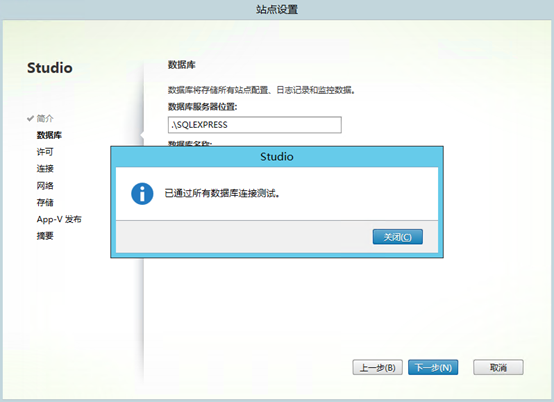 站点设置
Studio
数据库
数据库将存储所有站点配置、日志记录和监控数据。
数据库服务器位置:
.\SQLEXPRESS
数据库名称:
简介
数据库
许可
连接
网络
存储
App-V 发布
摘要
Studio
已通过所有数据库连接测试。
关闭(C)
上一步(B)
下一步(N)
取消